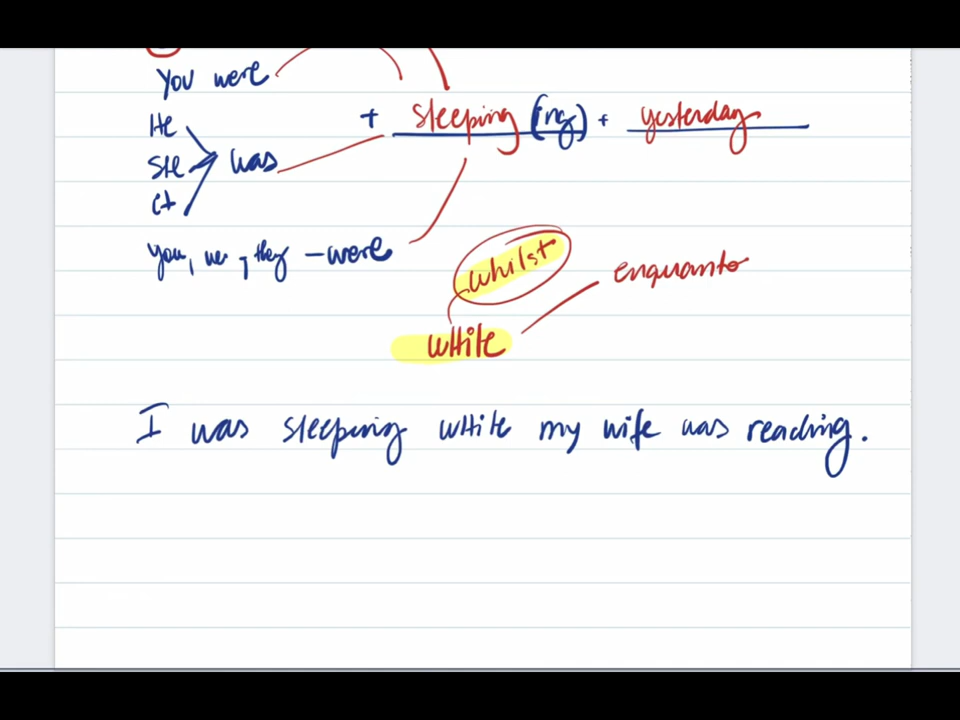 You were
He
She
It
was
+ sleeping (ing) + yesterday
you, we, they - were
whilst
enquanto
while
I was sleeping while my wife was reading.